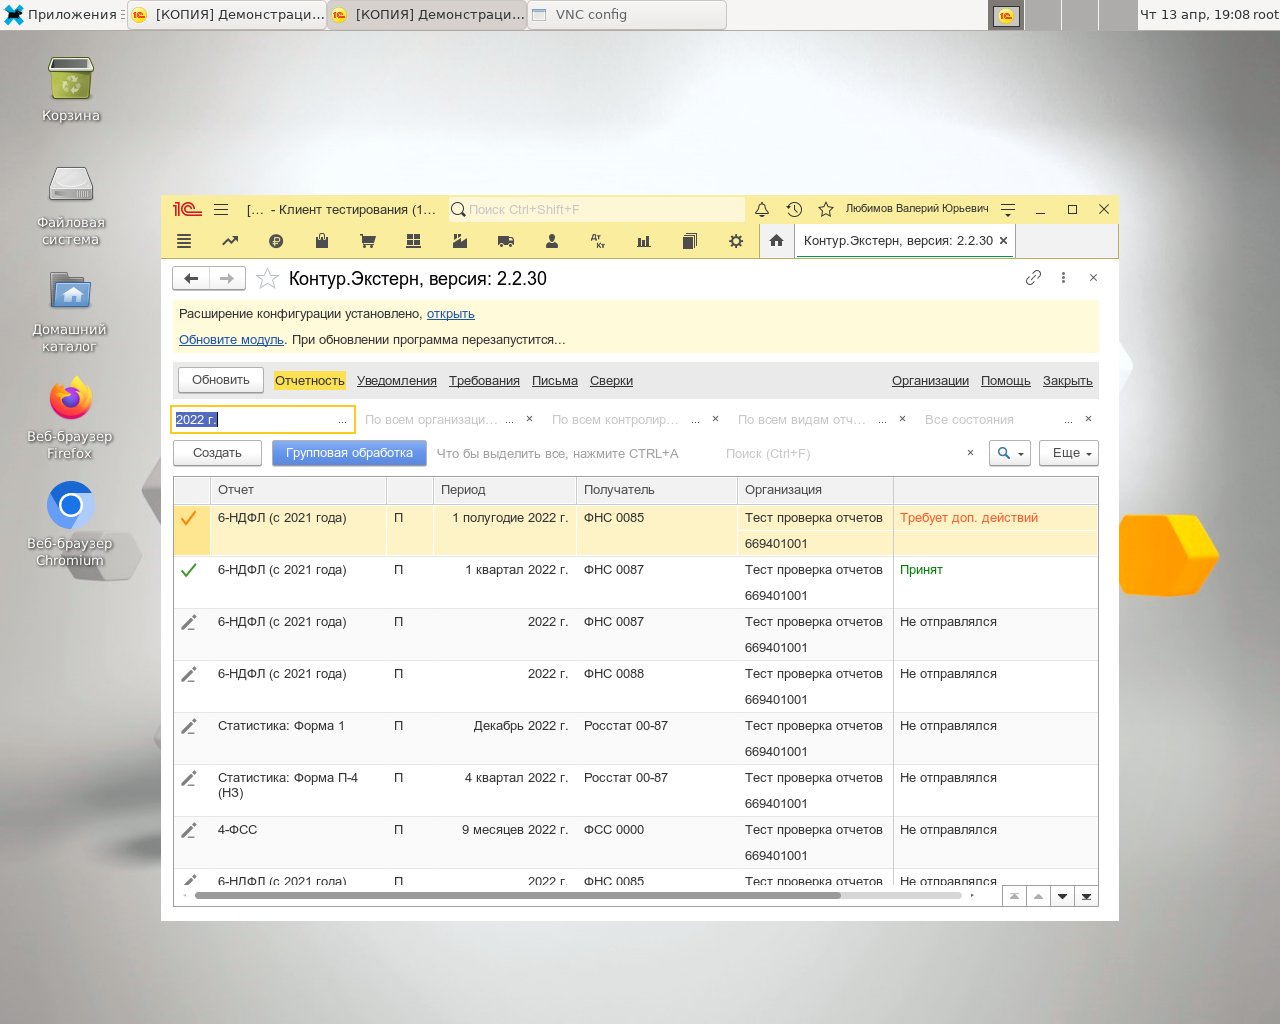 Приложения
[КОПИЯ] Демонстраци...
[КОПИЯ] Демонстраци...
VNC config
Чт 13 апр, 19:08 root
Корзина
Файловая
система
Домашний
каталог
Веб-браузер
Firefox
Веб-браузер
Chromium
[... - Клиент тестирования (1...
Поиск Ctrl+Shift+F
Любимов Валерий Юрьевич
Контур.Экстерн, версия: 2.2.30
Контур.Экстерн, версия: 2.2.30
Расширение конфигурации установлено, открыть
Обновите модуль. При обновлении программа перезапустится...
Обновить
Отчетность
Уведомления
Требования
Письма
Сверки
Организации
Помощь
Закрыть
2022 г. ...
По всем организаци... ...
По всем контролир... ...
По всем видам отч... ...
Все состояния ...
Создать
Групповая обработка
Что бы выделить все, нажмите CTRL+A
Поиск (Ctrl+F)
Еще
Отчет Период Получатель Организация
6-НДФЛ (с 2021 года) П 1 полугодие 2022 г. ФНС 0085 Тест проверка отчетов Требует доп. действий
669401001
6-НДФЛ (с 2021 года) П 1 квартал 2022 г. ФНС 0087 Тест проверка отчетов Принят
669401001
6-НДФЛ (с 2021 года) П 2022 г. ФНС 0087 Тест проверка отчетов Не отправлялся
669401001
6-НДФЛ (с 2021 года) П 2022 г. ФНС 0088 Тест проверка отчетов Не отправлялся
669401001
Статистика: Форма 1 П Декабрь 2022 г. Росстат 00-87 Тест проверка отчетов Не отправлялся
669401001
Статистика: Форма П-4 П 4 квартал 2022 г. Росстат 00-87 Тест проверка отчетов Не отправлялся
(НЗ)
669401001
4-ФСС П 9 месяцев 2022 г. ФСС 0000 Тест проверка отчетов Не отправлялся
669401001
6-НДФЛ (с 2021 года) П 2022 г. ФНС 0085 Тест проверка отчетов Не отправлялся